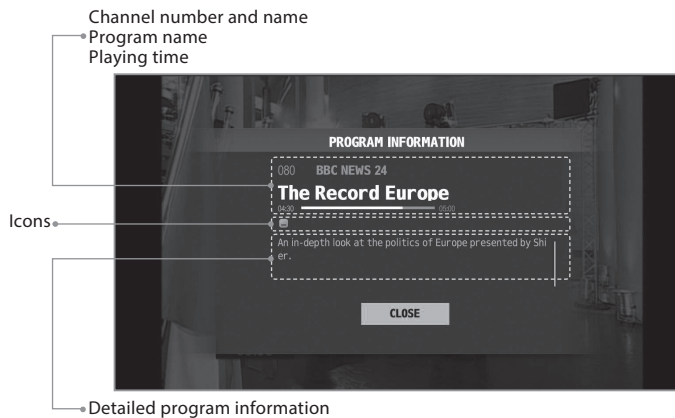 Channel number and name
Program name
Playing time
PROGRAM INFORMATION
080 BBC NEWS 24
The Record Europe
04:30 05:00
Icons
An in-depth look at the politics of Europe presented by Shi
er.
CLOSE
Detailed program information